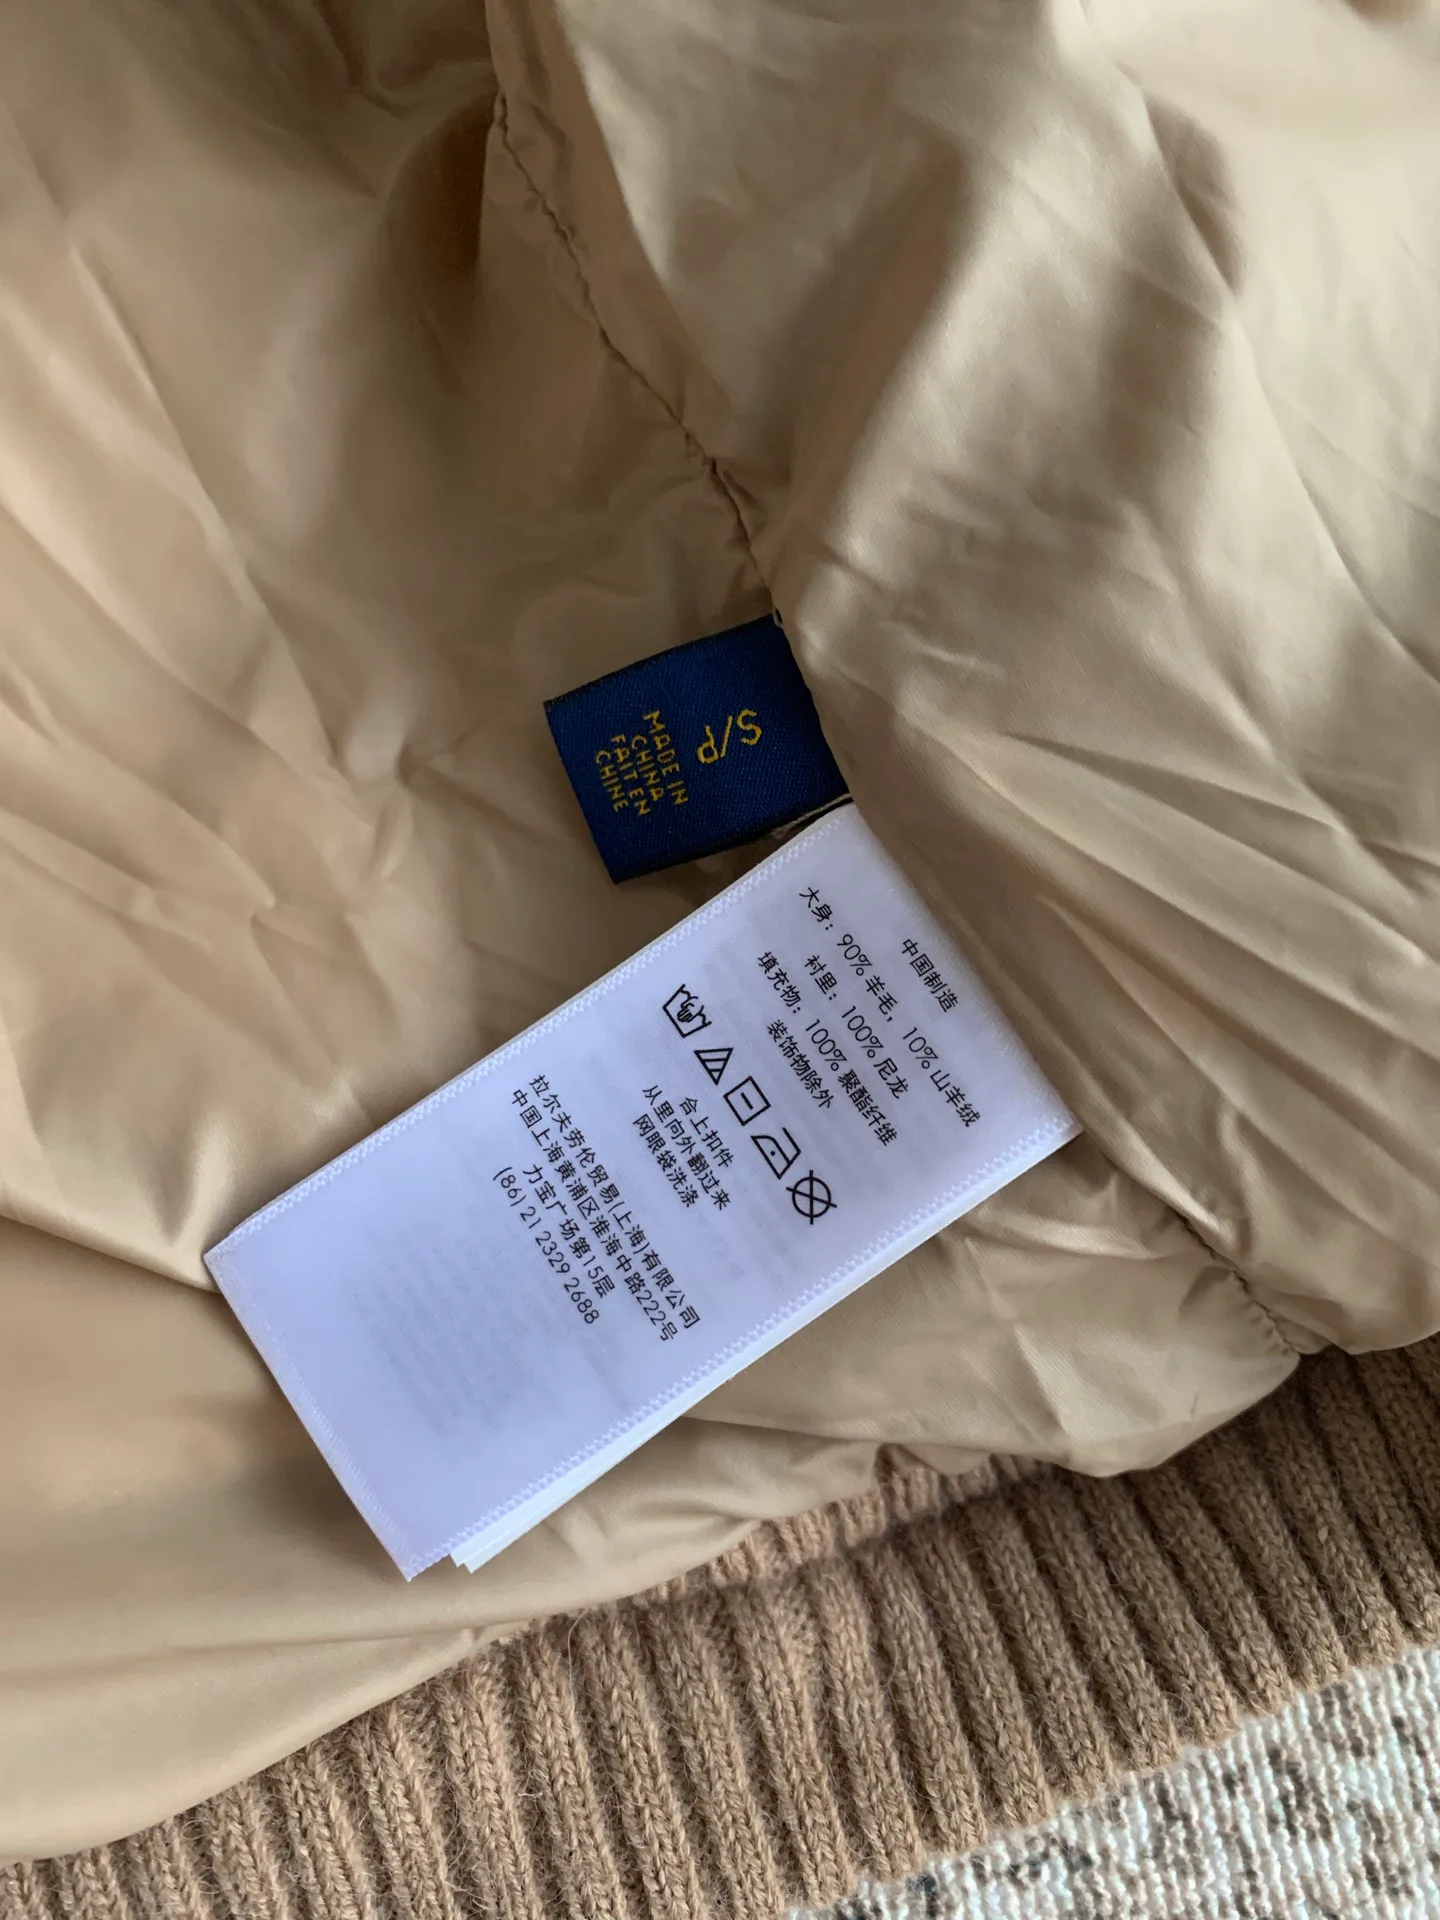 S/P
MADE IN
CHINA
FAIT EN
CHINE
中国制造
大身：90%羊毛，10%山羊绒
衬里：100%尼龙
填充物：100%聚酯纤维
装饰物除外
合上扣件
从里向外翻过来
网眼袋洗涤
拉尔夫劳伦贸易(上海)有限公司
中国上海黄浦区淮海中路222号
力宝广场第15层
(86) 21 2329 2688